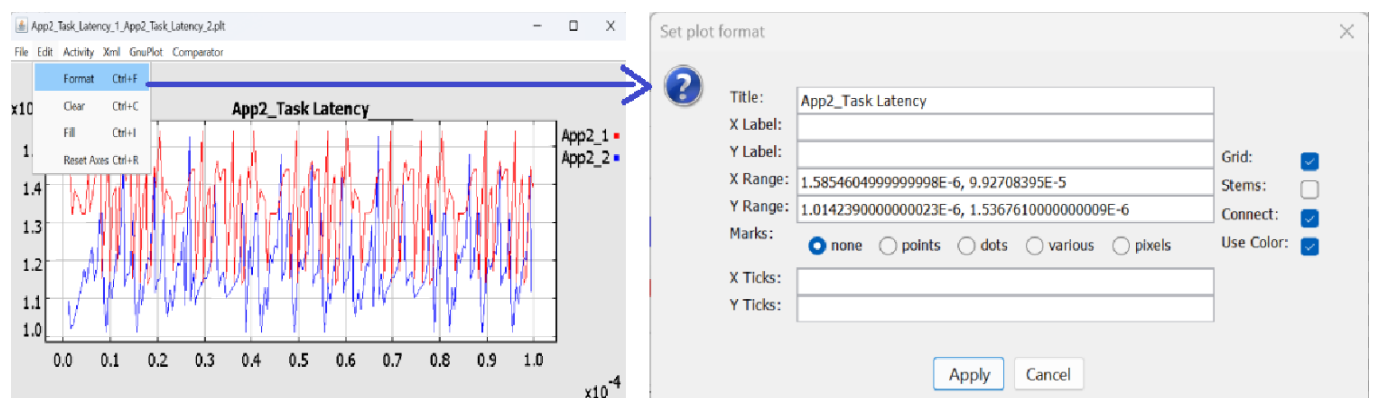 App2_Task_Latency_1_App2_Task_Latency_2.plt
File Edit Activity Xml GnuPlot Comparator
Format Ctrl+F
Clear Ctrl+C
Fill Ctrl+I
Reset Axes Ctrl+R
x10
App2_Task Latency____
App2_1
App2_2
1.
1.4
1.3
1.2
1.1
1.0
0.0 0.1 0.2 0.3 0.4 0.5 0.6 0.7 0.8 0.9 1.0
x10-4
Set plot format
Title: App2_Task Latency
X Label:
Y Label:
X Range: 1.5854604999999998E-6, 9.92708395E-5
Y Range: 1.0142390000000023E-6, 1.5367610000000009E-6
Marks: none points dots various pixels
X Ticks:
Y Ticks:
Grid:
Stems:
Connect:
Use Color:
Apply Cancel